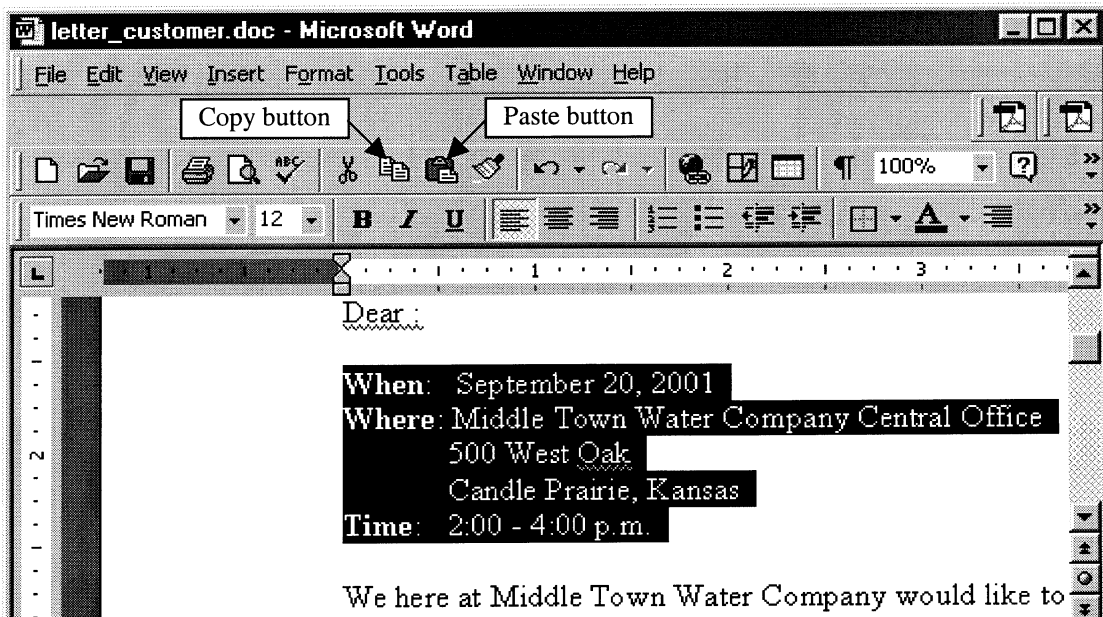 letter_customer.doc - Microsoft Word
File Edit View Insert Format Tools Table Window Help
Copy button Paste button
ABC 100%
Times New Roman 12 B I U A
1 1 2 3
Dear :
When: September 20, 2001
Where: Middle Town Water Company Central Office
500 West Oak
2
Candle Prairie, Kansas
Time: 2:00 - 4:00 p.m.
We here at Middle Town Water Company would like to